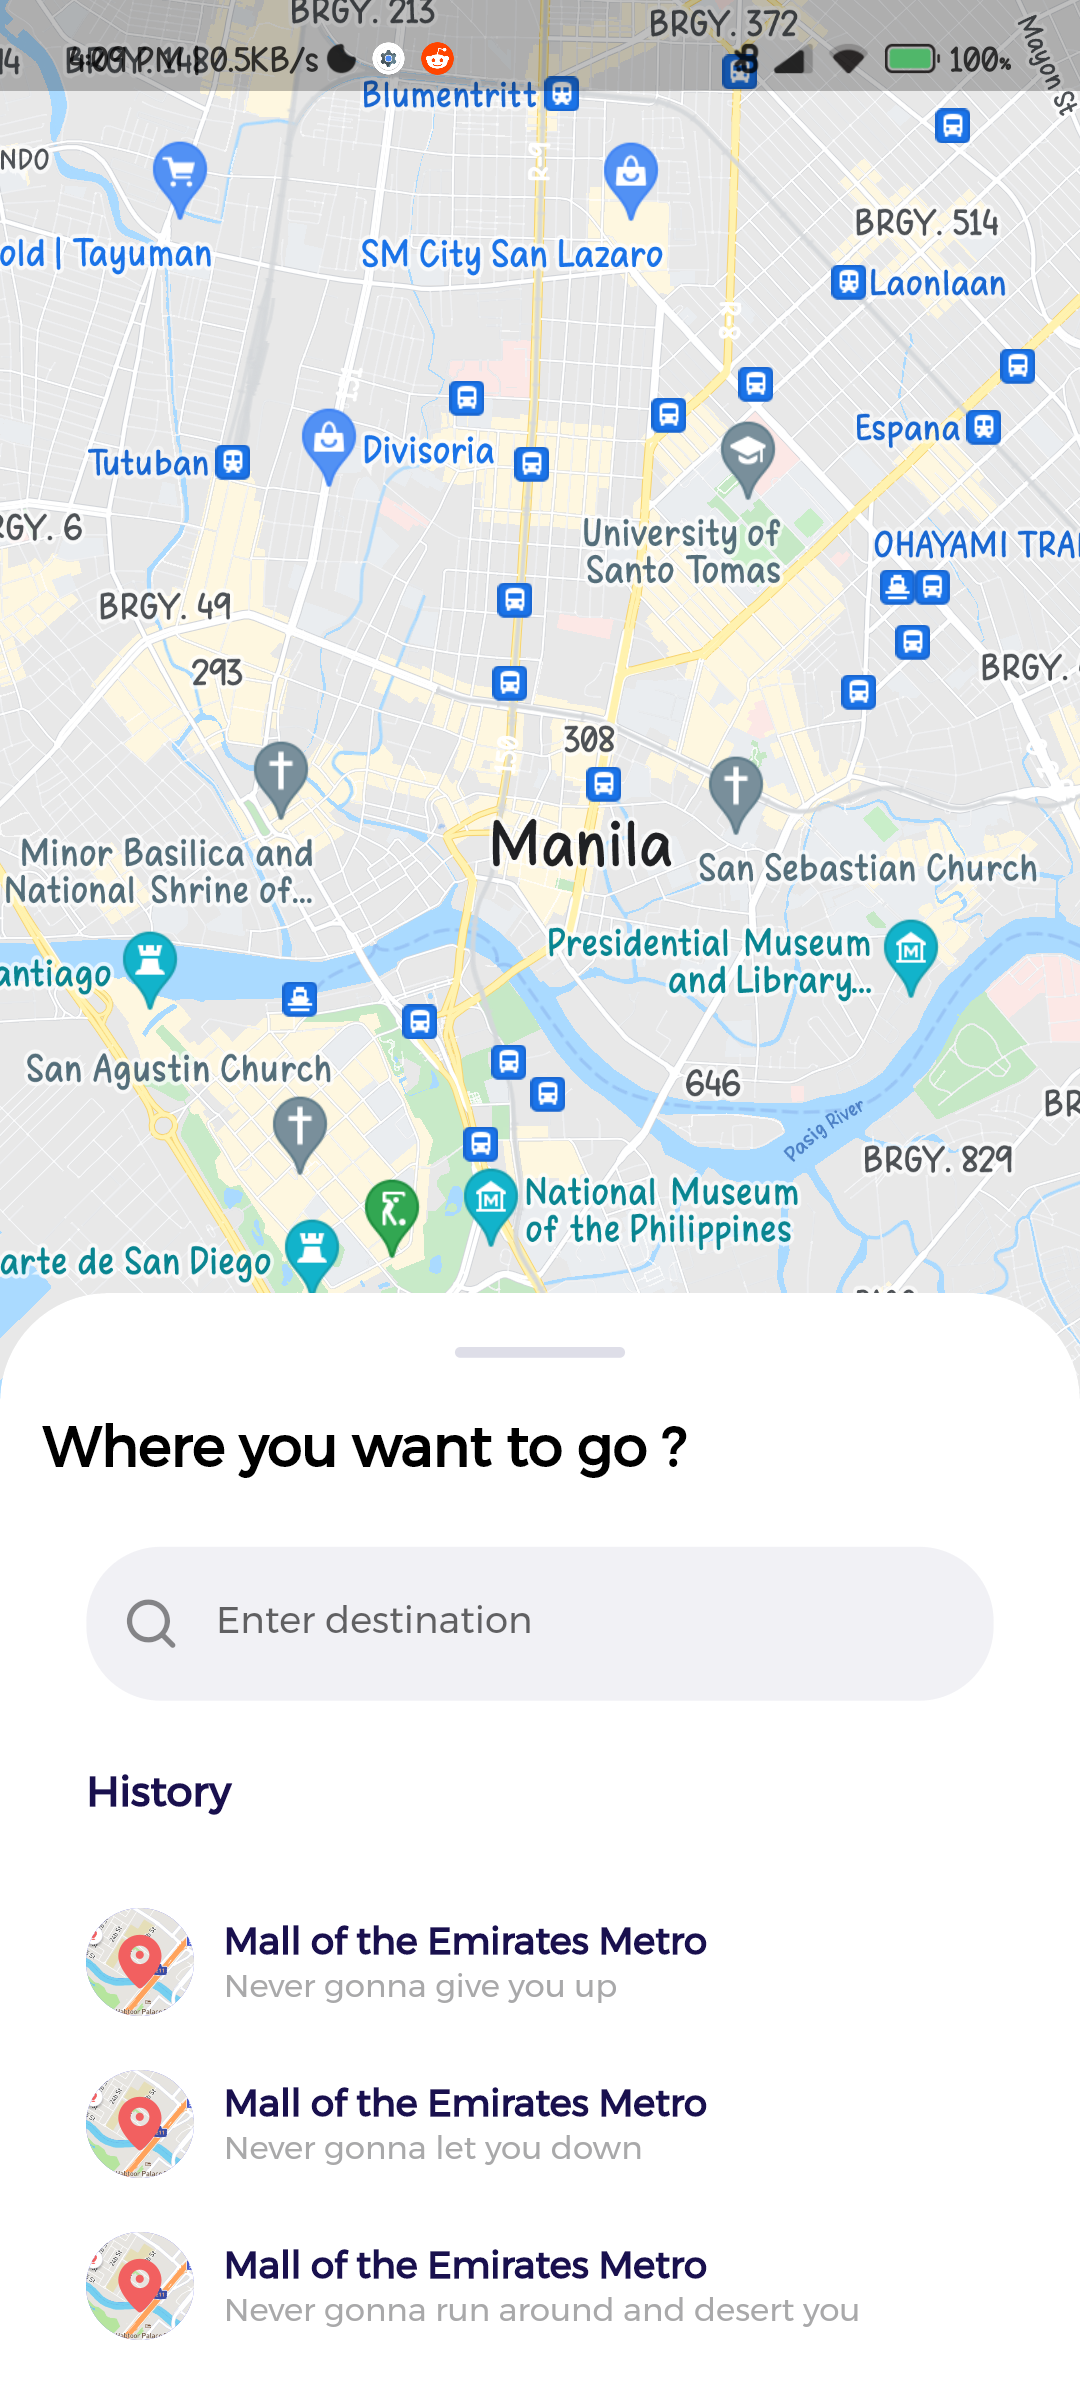 BRGY. 213
BRGY. 372
Mayon St
14
4:09 PM | 80.5KB/s
100%
Blumentritt
R-9
NDO
old | Tayuman
SM City San Lazaro
BRGY. 514
Laonlaan
R-8
151
Tutuban
Divisoria
Espana
RGY. 6
University of
Santo Tomas
OHAYAMI TRA
BRGY. 49
293
BRGY.
308
150
Manila
Minor Basilica and
National Shrine of...
San Sebastian Church
Presidential Museum
and Library...
antiago
San Agustin Church
646
BR
Pasig River
BRGY. 829
National Museum
of the Philippines
arte de San Diego
Where you want to go ?
Enter destination
History
Mall of the Emirates Metro
Never gonna give you up
Mall of the Emirates Metro
Never gonna let you down
Mall of the Emirates Metro
Never gonna run around and desert you